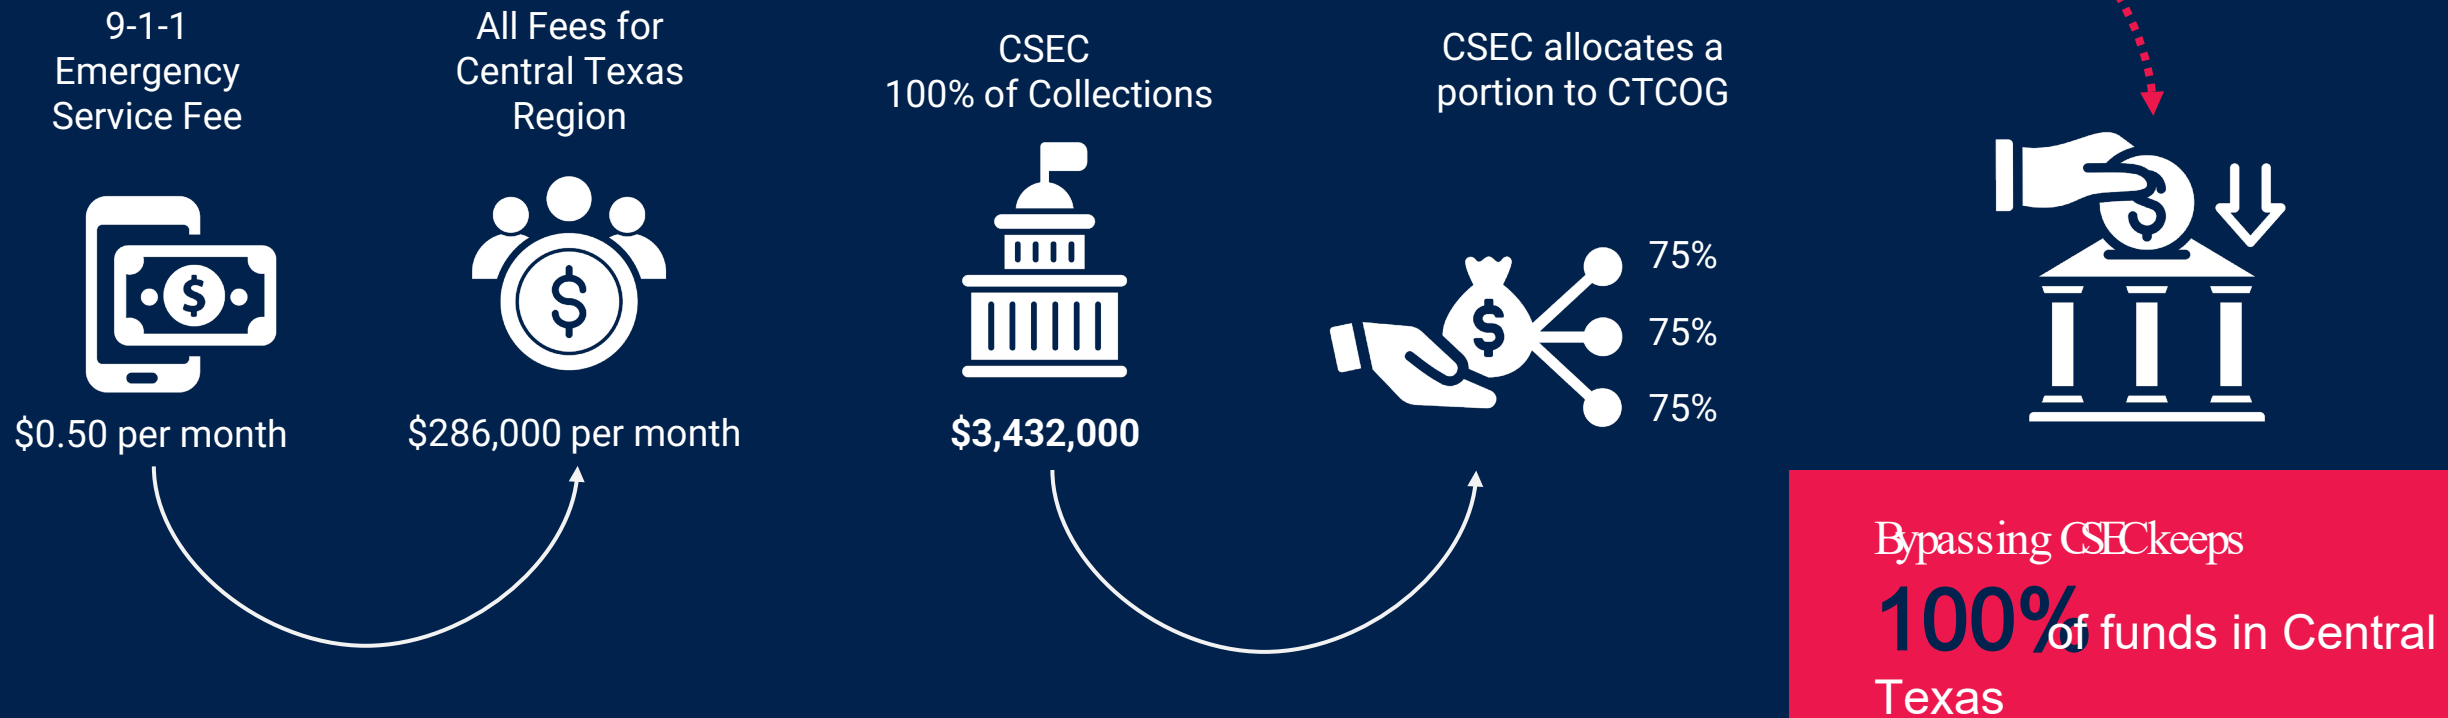 9-1-1
Emergency
Service Fee
$0.50 per month
All Fees for
Central Texas
Region
$286,000 per month
CSEC
100% of Collections
$3,432,000
CSEC allocates a
portion to CTCOG
75%
75%
75%
Bypassing CSEC keeps
100% of funds in Central
Texas